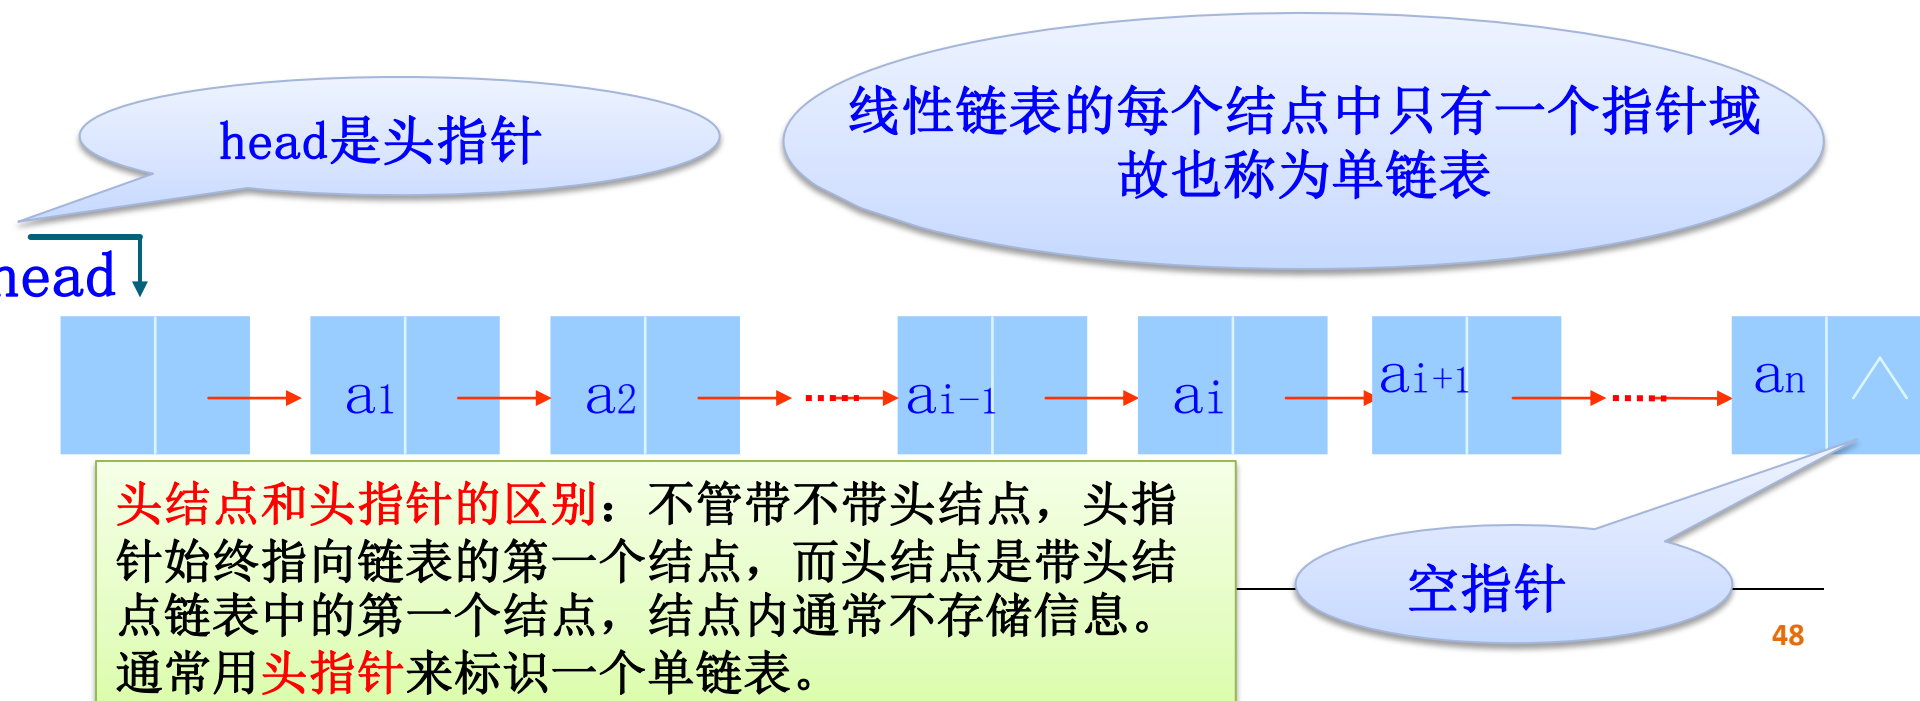 线性链表的每个结点中只有一个指针域
故也称为单链表
head是头指针
head
a1 a2 ...... ai-1 ai ai+1 ...... an ∧
头结点和头指针的区别：不管带不带头结点，头指
针始终指向链表的第一个结点，而头结点是带头结
点链表中的第一个结点，结点内通常不存储信息。
通常用头指针来标识一个单链表。
空指针
48